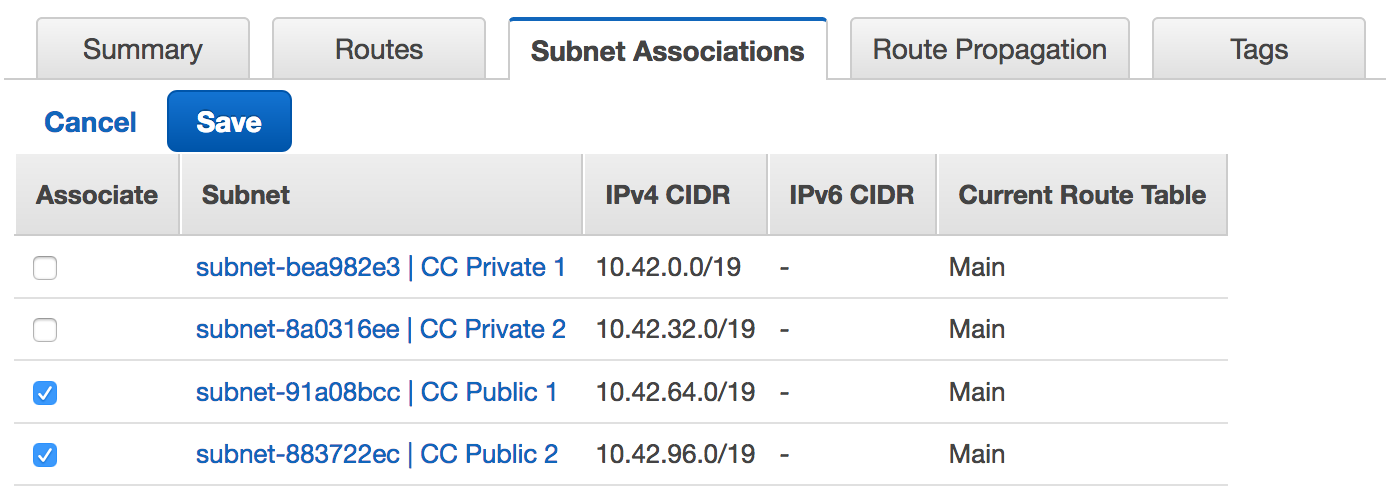 Summary Routes Subnet Associations Route Propagation Tags
Cancel Save
Associate Subnet IPv4 CIDR IPv6 CIDR Current Route Table
subnet-bea982e3 | CC Private 1 10.42.0.0/19 - Main
subnet-8a0316ee | CC Private 2 10.42.32.0/19 - Main
subnet-91a08bcc | CC Public 1 10.42.64.0/19 - Main
subnet-883722ec | CC Public 2 10.42.96.0/19 - Main